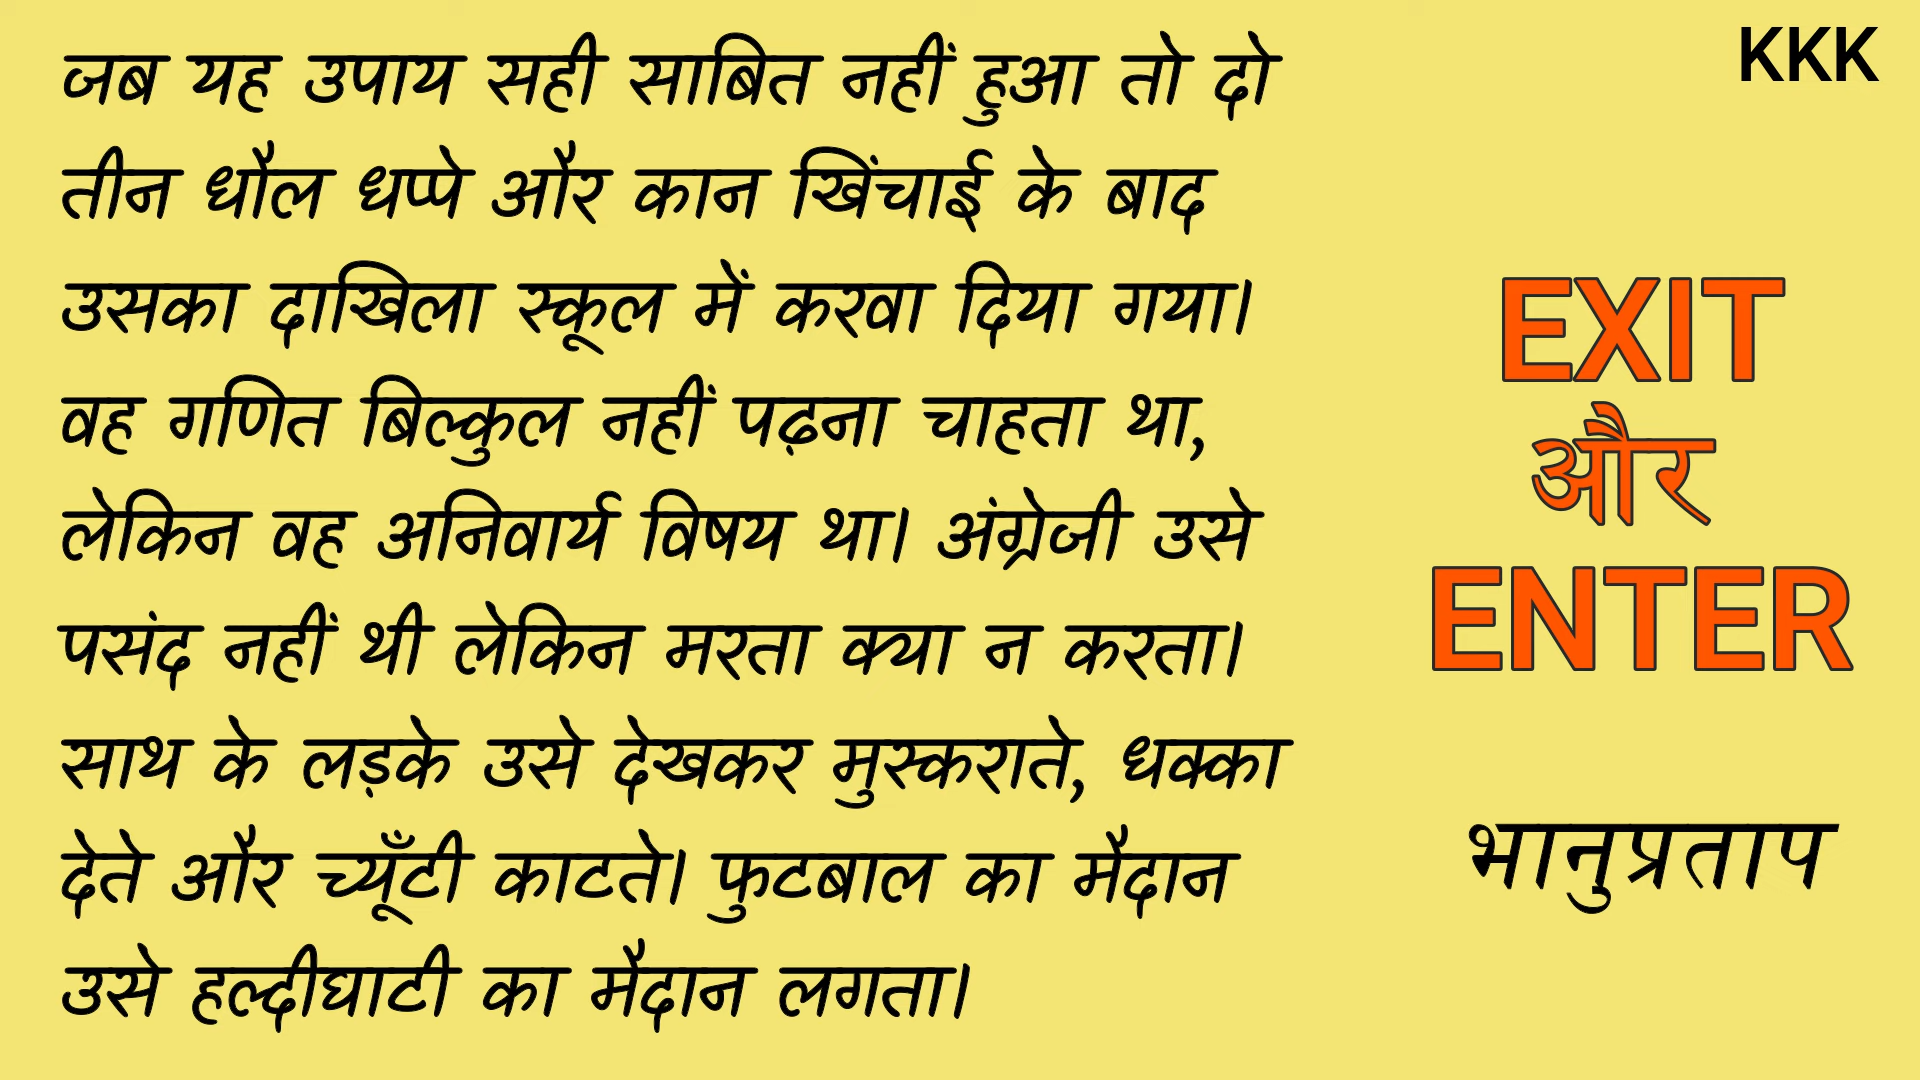 जब यह उपाय सही साबित नहीं हुआ तो दो
तीन धौल धप्पे और कान खिंचाई के बाद
उसका दाखिला स्कूल में करवा दिया गया।
वह गणित बिल्कुल नहीं पढ़ना चाहता था,
लेकिन वह अनिवार्य विषय था। अंग्रेजी उसे
पसंद नहीं थी लेकिन मरता क्या न करता।
साथ के लड़के उसे देखकर मुस्कराते, धक्का
देते और च्यूँटी काटते। फुटबाल का मैदान
उसे हल्दीघाटी का मैदान लगता।
KKK
EXIT
और
ENTER
भानुप्रताप